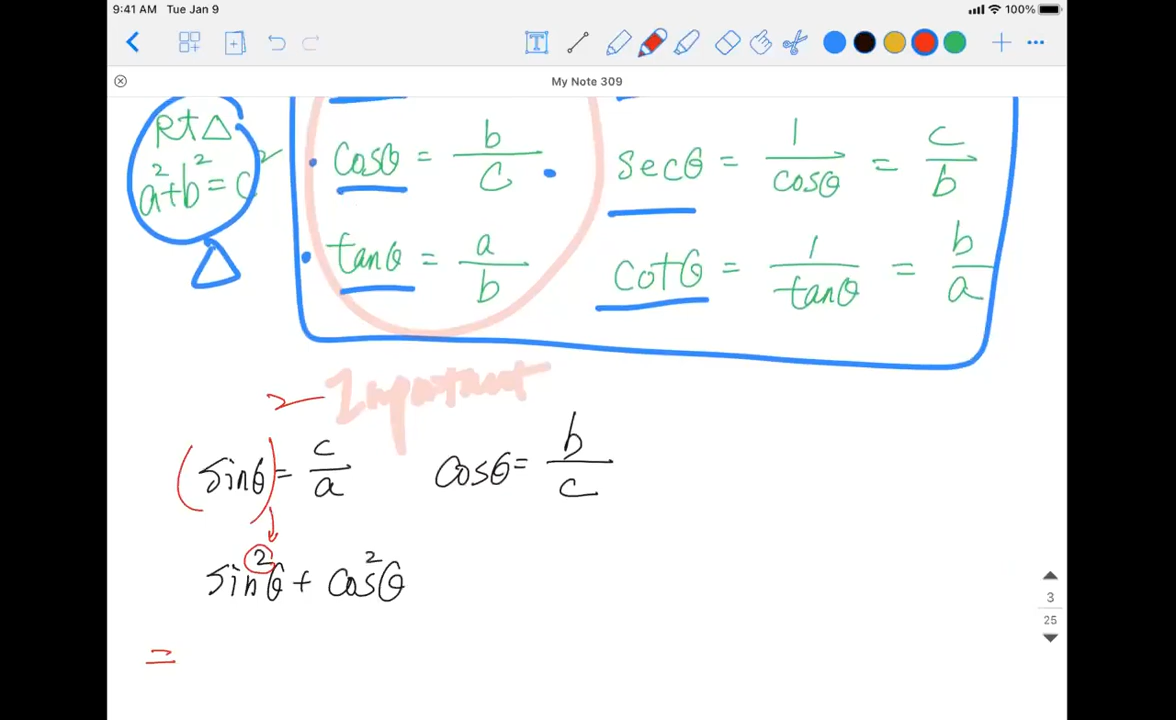 9:41 AM Tue Jan 9 100%
My Note 309
Rt△
a²+b²=c²
cosθ = b/c
secθ = 1/cosθ = c/b
tanθ = a/b
cotθ = 1/tanθ = b/a
Important
(sinθ)² = c/a
cosθ = b/c
sin²θ + cos²θ
=
3
25